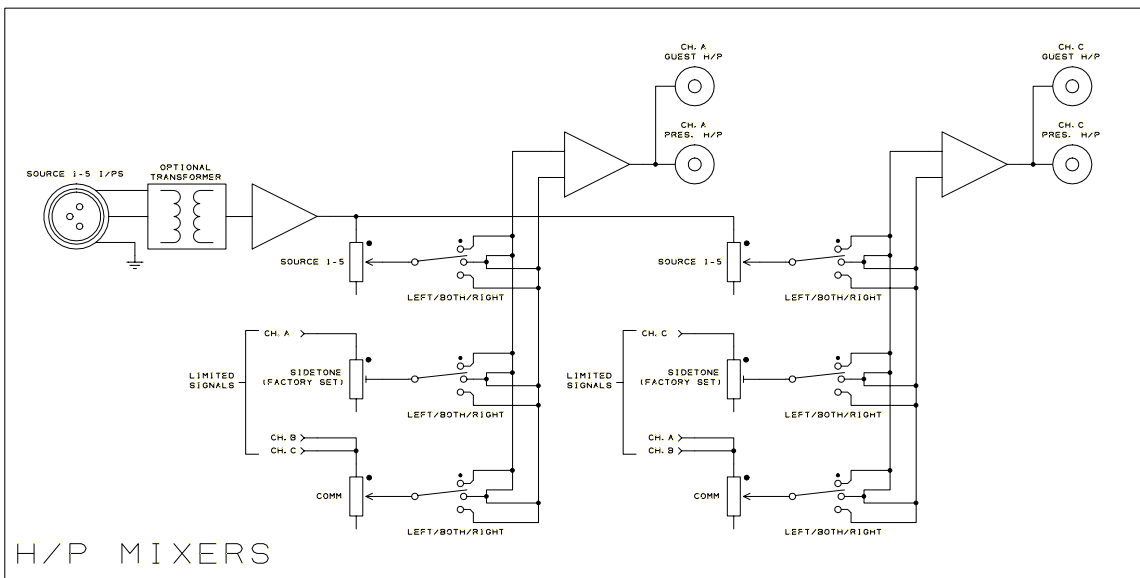 CH. A
GUEST H/P
CH. C
GUEST H/P
CH. A
PRES. H/P
CH. C
PRES. H/P
SOURCE 1-5 I/PS
OPTIONAL
TRANSFORMER
SOURCE 1-5
LEFT/BOTH/RIGHT
SOURCE 1-5
LEFT/BOTH/RIGHT
CH. A
LIMITED
SIGNALS
SIDETONE
(FACTORY SET)
LEFT/BOTH/RIGHT
CH. C
LIMITED
SIGNALS
SIDETONE
(FACTORY SET)
LEFT/BOTH/RIGHT
CH. B
CH. C
COMM
LEFT/BOTH/RIGHT
CH. A
CH. B
COMM
LEFT/BOTH/RIGHT
H/P MIXERS